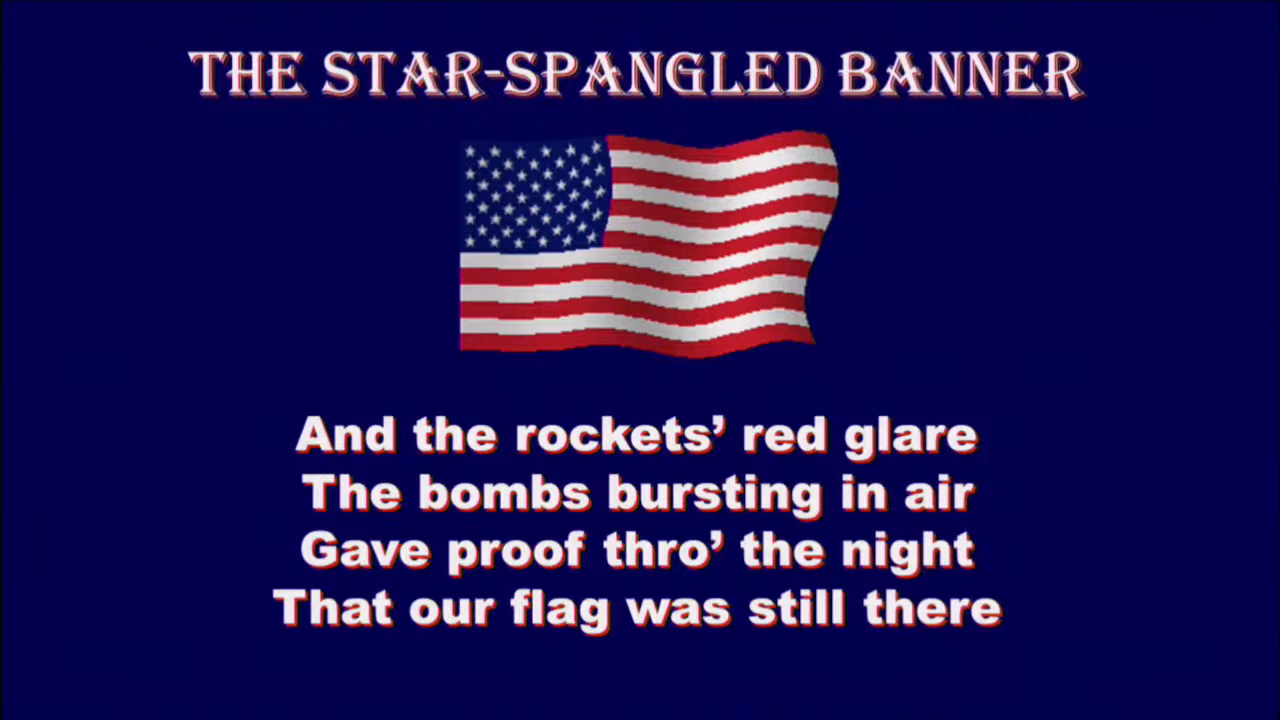 THE STAR-SPANGLED BANNER
And the rockets’ red glare
The bombs bursting in air
Gave proof thro’ the night
That our flag was still there